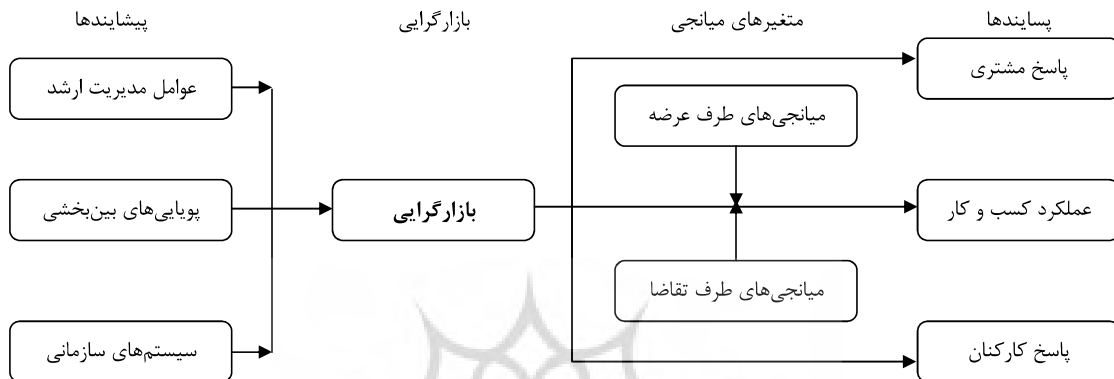 پیشایندها
بازارگرایی
متغیرهای میانجی
پسایندها
عوامل مدیریت ارشد
میانجی‌های طرف عرضه
پاسخ مشتری
پویایی‌های بین‌بخشی
بازارگرایی
عملکرد کسب و کار
میانجی‌های طرف تقاضا
سیستم‌های سازمانی
پاسخ کارکنان